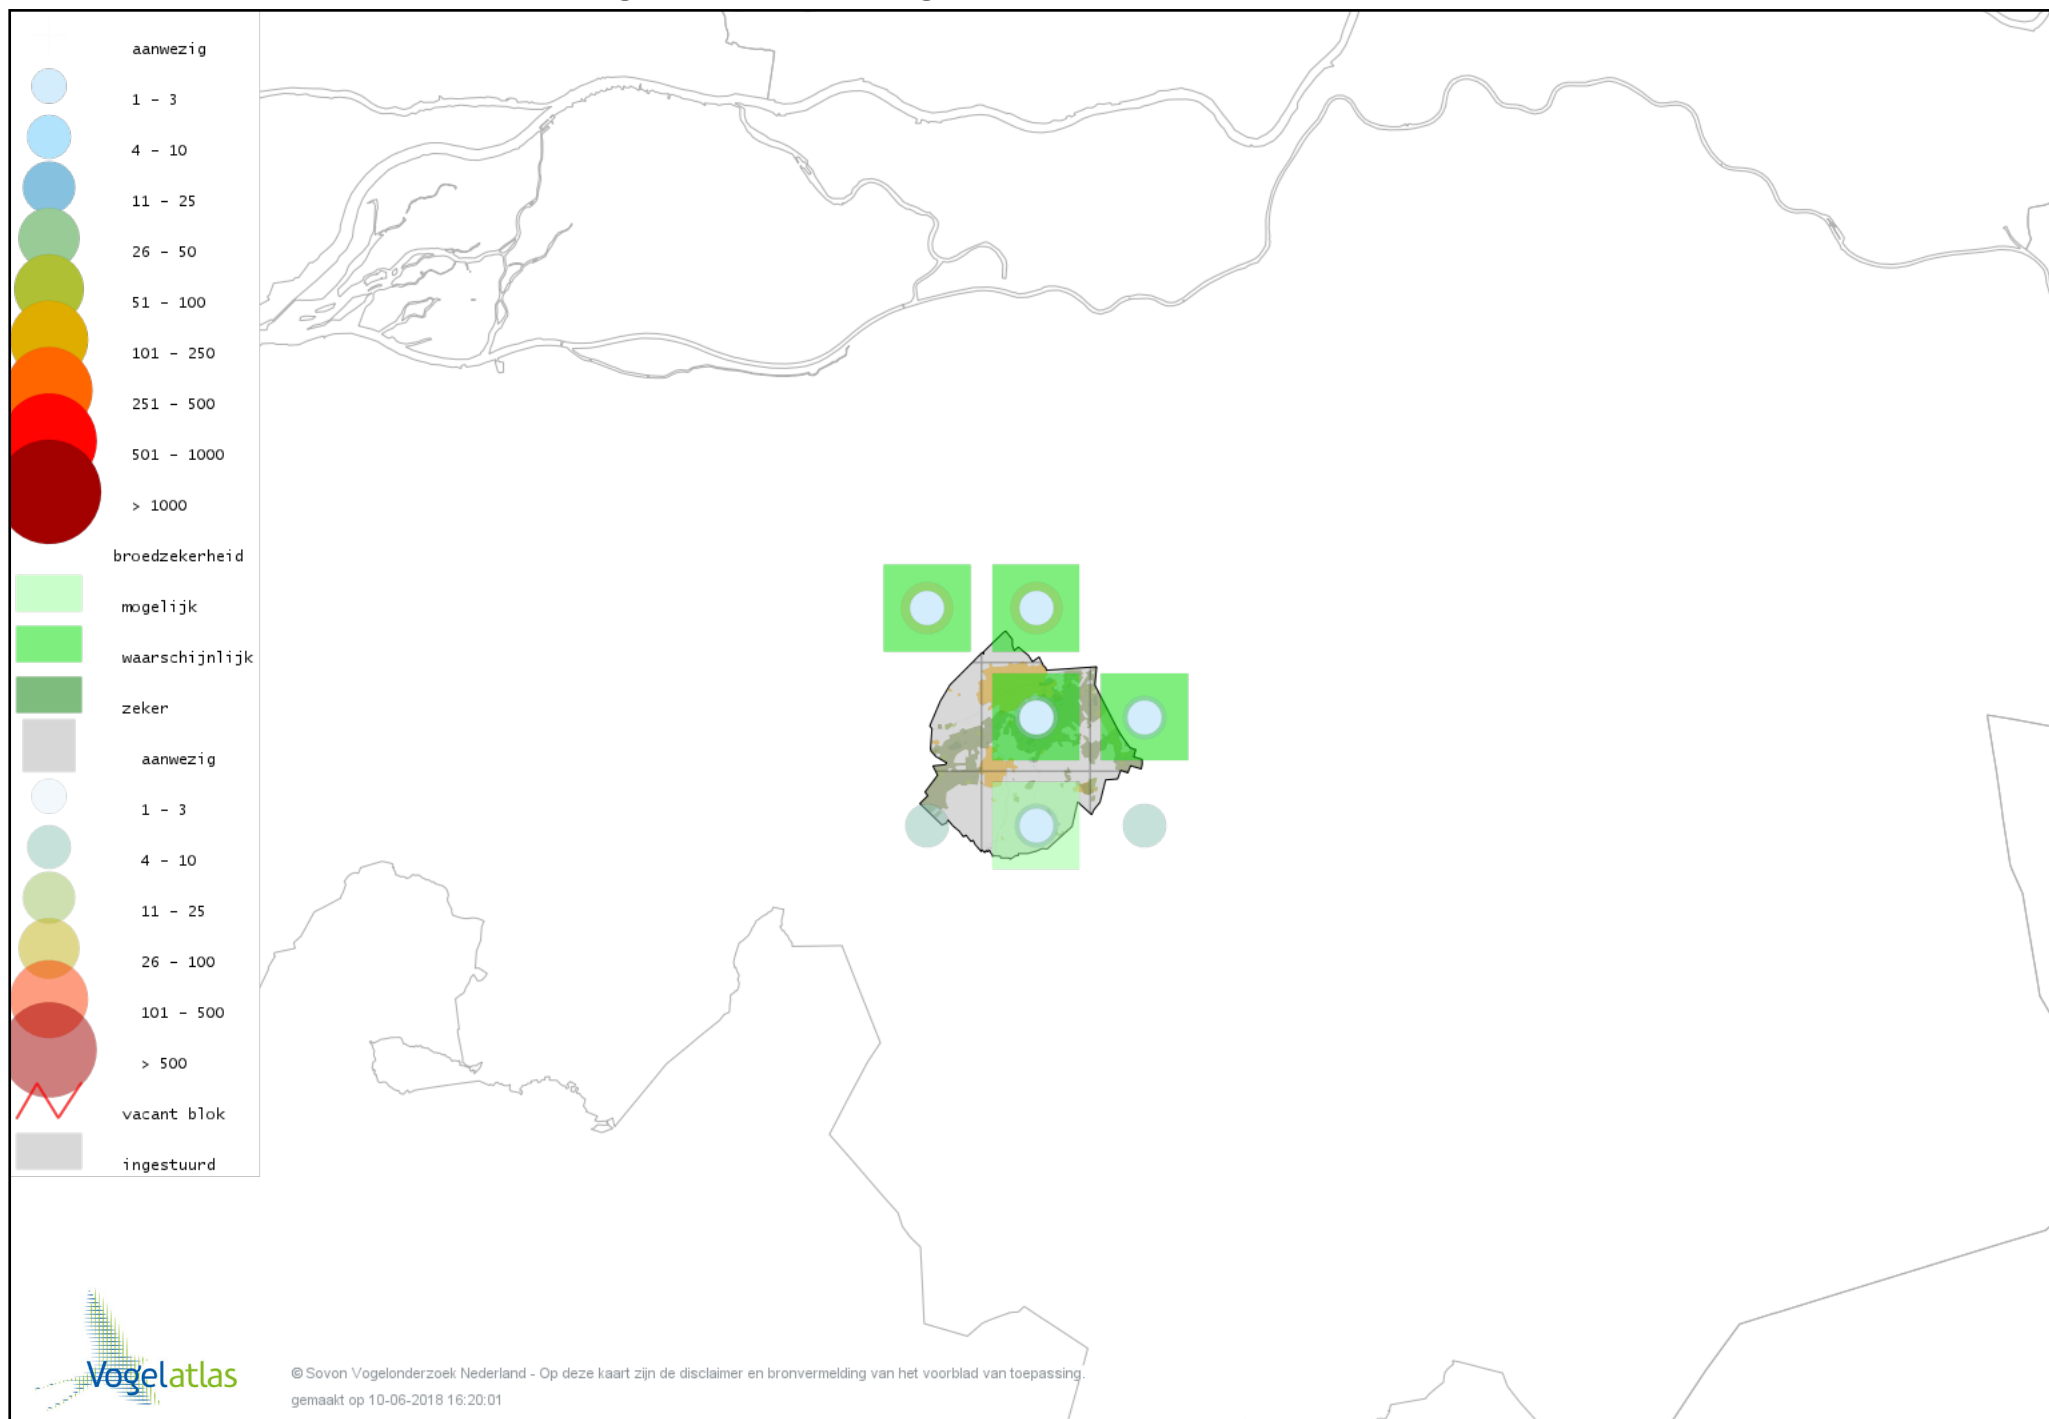 aanwezig
1 - 3
4 - 10
11 - 25
26 - 50
51 - 100
101 - 250
251 - 500
501 - 1000
> 1000
broedzekerheid
mogelijk
waarschijnlijk
zeker
aanwezig
1 - 3
4 - 10
11 - 25
26 - 100
101 - 500
> 500
vacant blok
ingestuurd
Vogelatlas
© Sovon Vogelonderzoek Nederland - Op deze kaart zijn de disclaimer en bronvermelding van het voorblad van toepassing.
gemaakt op 10-06-2018 16:20:01